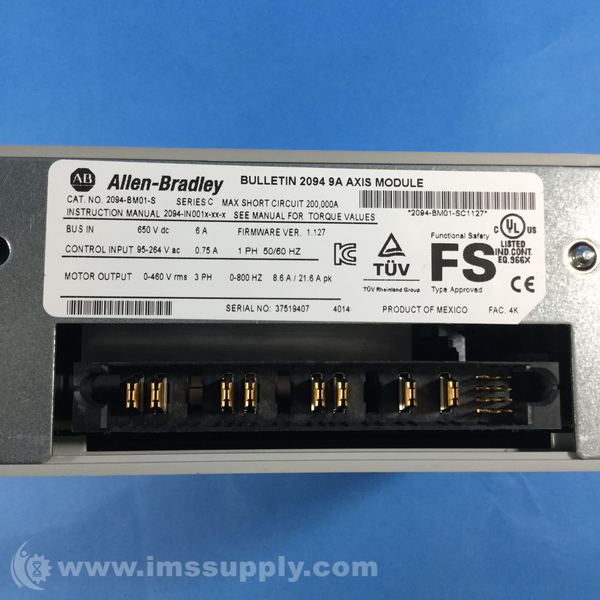 AB Allen-Bradley BULLETIN 2094 9A AXIS MODULE
CAT. NO. 2094-BM01-S SERIES C MAX SHORT CIRCUIT 200,000A
INSTRUCTION MANUAL 2094-IN001x-xx-x SEE MANUAL FOR TORQUE VALUES
*2094-BM01-SC1127*
BUS IN 650 V dc 6 A FIRMWARE VER. 1.127
CONTROL INPUT 95-264 V ac 0.75 A 1 PH 50/60 HZ
MOTOR OUTPUT 0-460 V rms 3 PH 0-800 HZ 8.6 A / 21.6 A pk
TÜV
TÜV Rheinland Group
Functional Safety
FS
Type Approved
C UL
LISTED
IND.CONT.
EQ.966X
CE
SERIAL NO: 37519407 4014 PRODUCT OF MEXICO FAC. 4K
www.imssupply.com